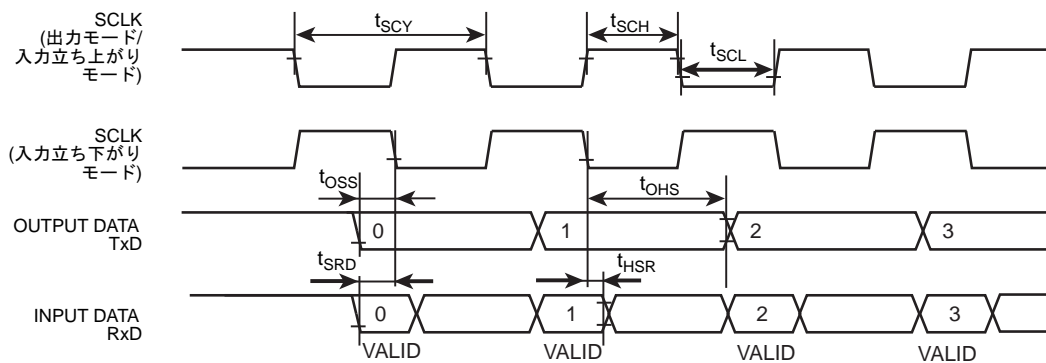 SCLK
(出力モード/
入力立ち上がり
モード)
tSCY
tSCH
tSCL
SCLK
(入力立ち下がり
モード)
tOSS
tOHS
OUTPUT DATA
TxD
0
1
2
3
tSRD
tHSR
INPUT DATA
RxD
0
1
2
3
VALID
VALID
VALID
VALID